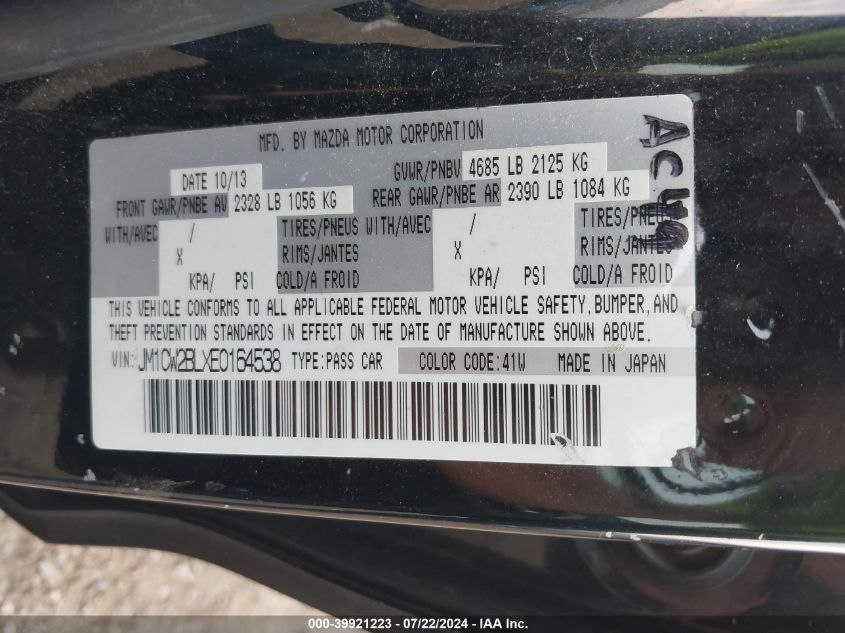 MFD. BY MAZDA MOTOR CORPORATION
DATE 10/13
GVWR/PNBV 4685 LB 2125 KG
FRONT GAWR/PNBE AV 2328 LB 1056 KG
REAR GAWR/PNBE AR 2390 LB 1084 KG
WITH/AVEC / TIRES/PNEUS WITH/AVEC / TIRES/PNEUS
X RIMS/JANTES X RIMS/JANTES
KPA/ PSI COLD/A FROID KPA/ PSI COLD/A FROID
THIS VEHICLE CONFORMS TO ALL APPLICABLE FEDERAL MOTOR VEHICLE SAFETY, BUMPER, AND
THEFT PREVENTION STANDARDS IN EFFECT ON THE DATE OF MANUFACTURE SHOWN ABOVE.
VIN: JM1CW2BLXE0164538 TYPE: PASS CAR COLOR CODE: 41W MADE IN JAPAN
000-39921223 - 07/22/2024 - IAA Inc.